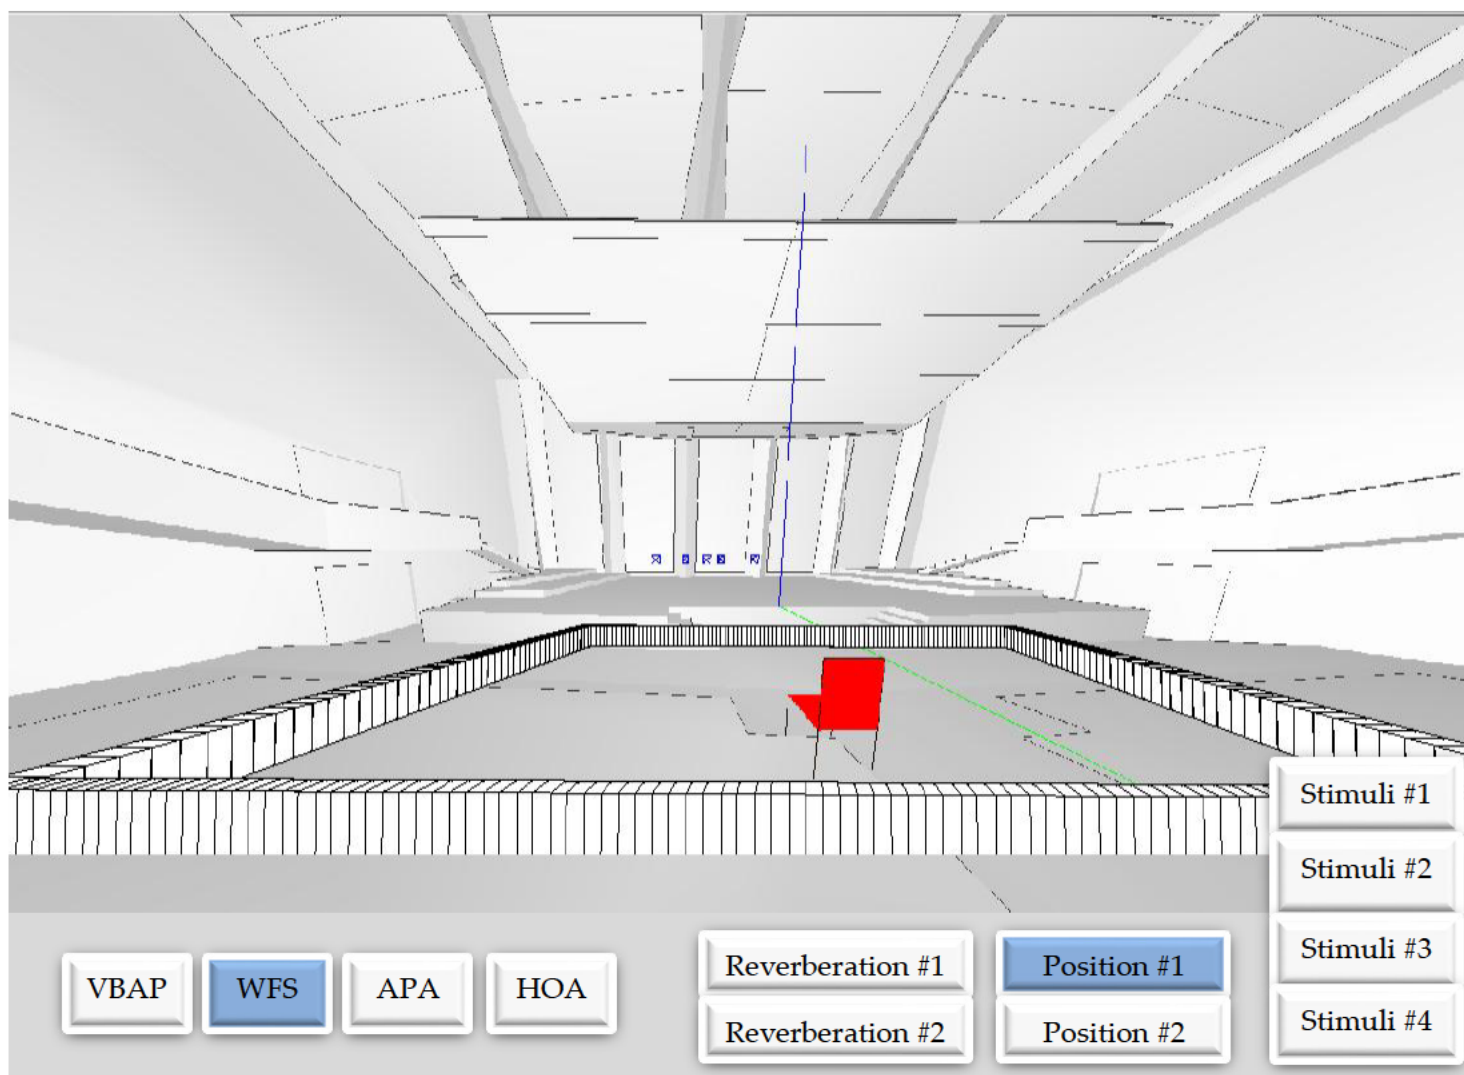 Stimuli #1
Stimuli #2
Stimuli #3
Stimuli #4
VBAP
WFS
APA
HOA
Reverberation #1
Reverberation #2
Position #1
Position #2